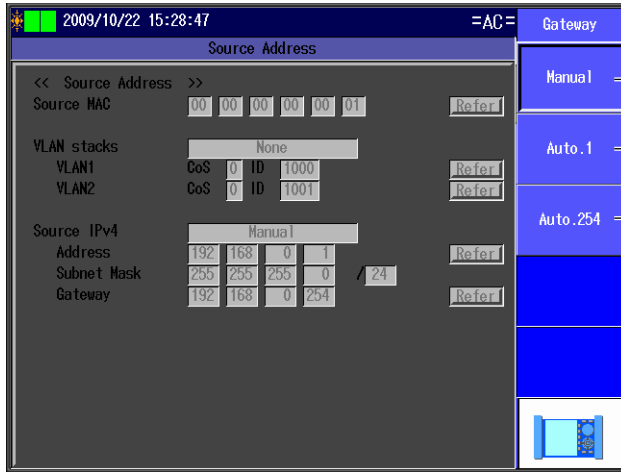 2009/10/22 15:28:47 =AC= Gateway
Source Address
<< Source Address >>
Source MAC 00 00 00 00 00 01 Refer
VLAN stacks None
VLAN1 CoS 0 ID 1000 Refer
VLAN2 CoS 0 ID 1001 Refer
Source IPv4 Manual
Address 192 168 0 1 Refer
Subnet Mask 255 255 255 0 / 24
Gateway 192 168 0 254 Refer
Manual
Auto.1
Auto.254